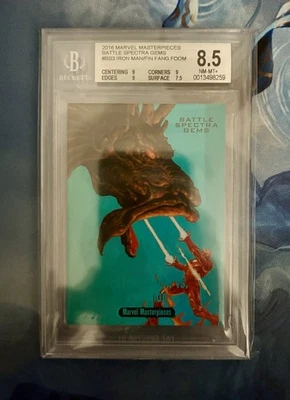 2016 MARVEL MASTERPIECES
BATTLE SPECTRA GEMS
IRON MAN/FIN FANG FOOM
BECKETT
CENTERING 9 CORNERS 9
EDGES 9 SURFACE 7.5
8.5
NM-MT+
0013498259
BATTLE
SPECTRA
GEMS
Marvel Masterpieces